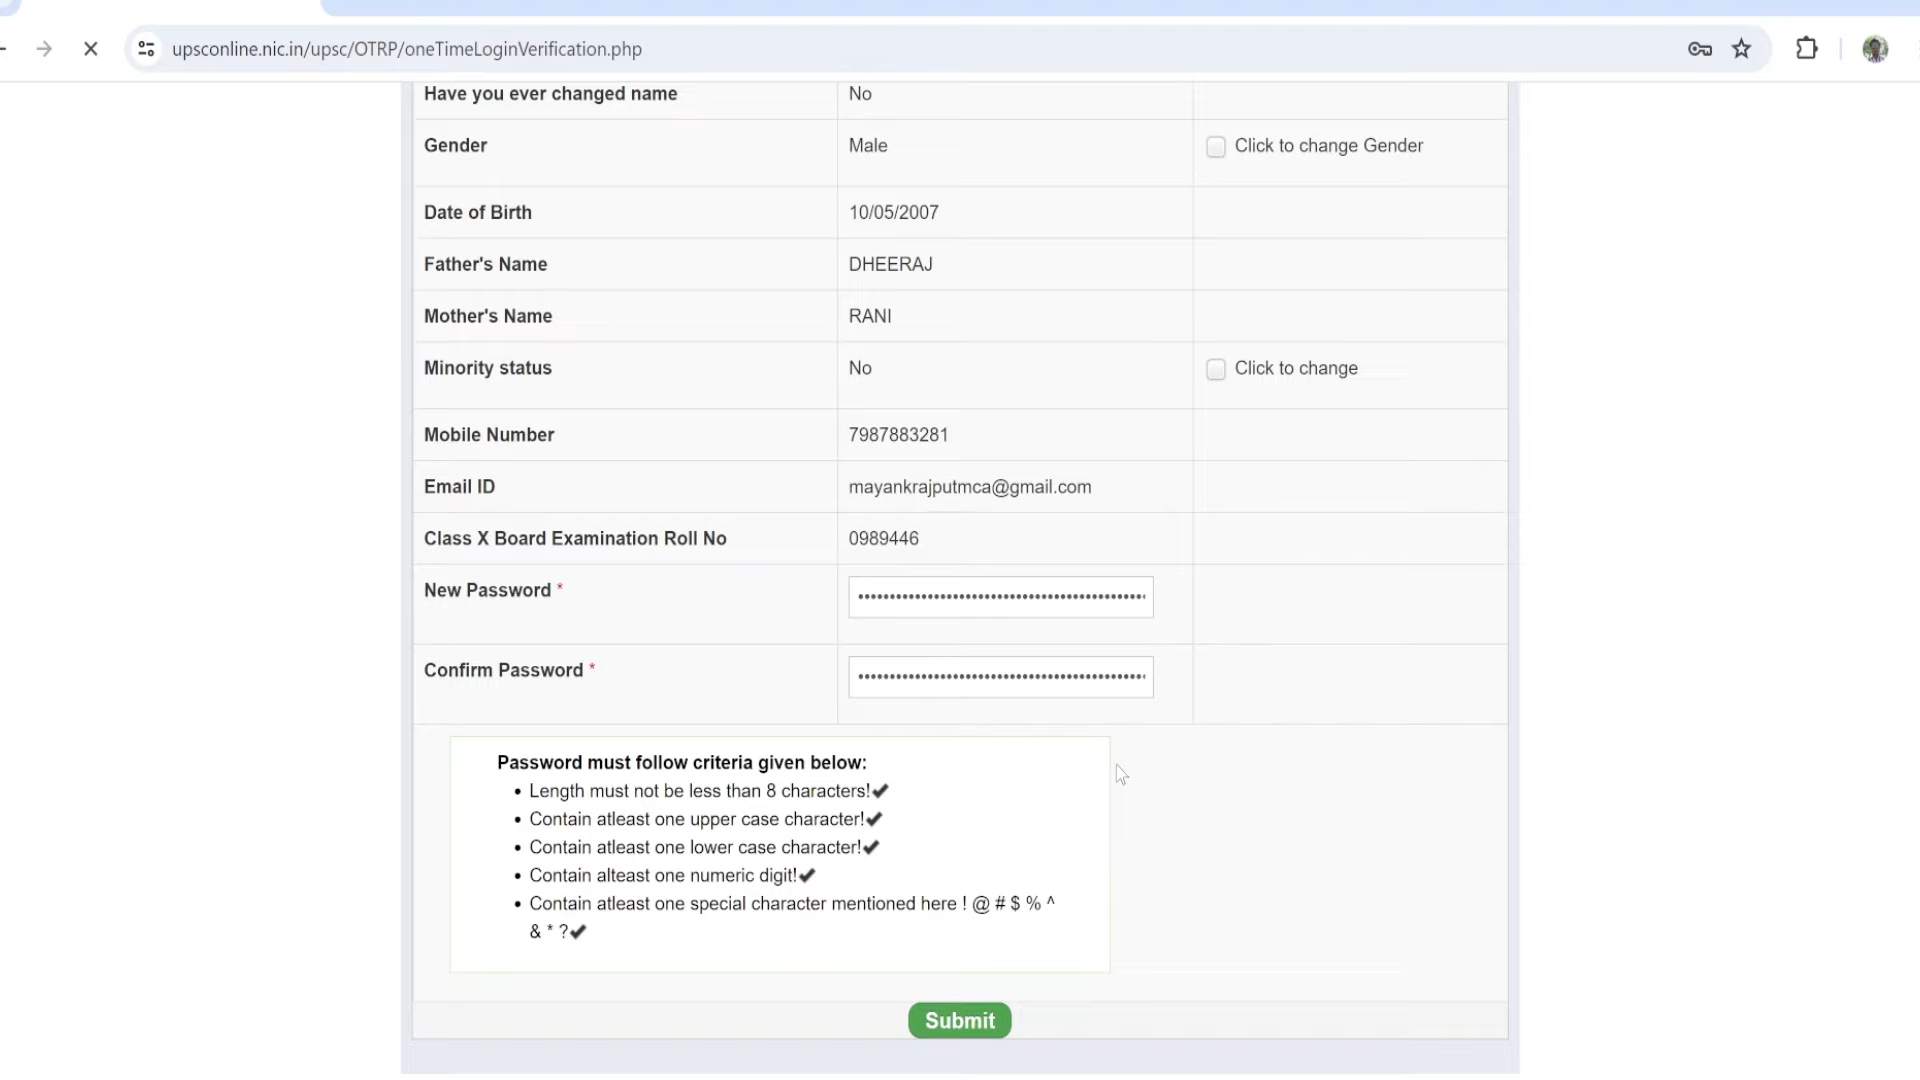 upsconline.nic.in/upsc/OTRP/oneTimeLoginVerification.php
Have you ever changed name No
Gender Male Click to change Gender
Date of Birth 10/05/2007
Father's Name DHEERAJ
Mother's Name RANI
Minority status No Click to change
Mobile Number 7987883281
Email ID mayankrajputmca@gmail.com
Class X Board Examination Roll No 0989446
New Password *
Confirm Password *
Password must follow criteria given below:
• Length must not be less than 8 characters!✔
• Contain atleast one upper case character!✔
• Contain atleast one lower case character!✔
• Contain alteast one numeric digit!✔
• Contain atleast one special character mentioned here ! @ # $ % ^
& * ?✔
Submit